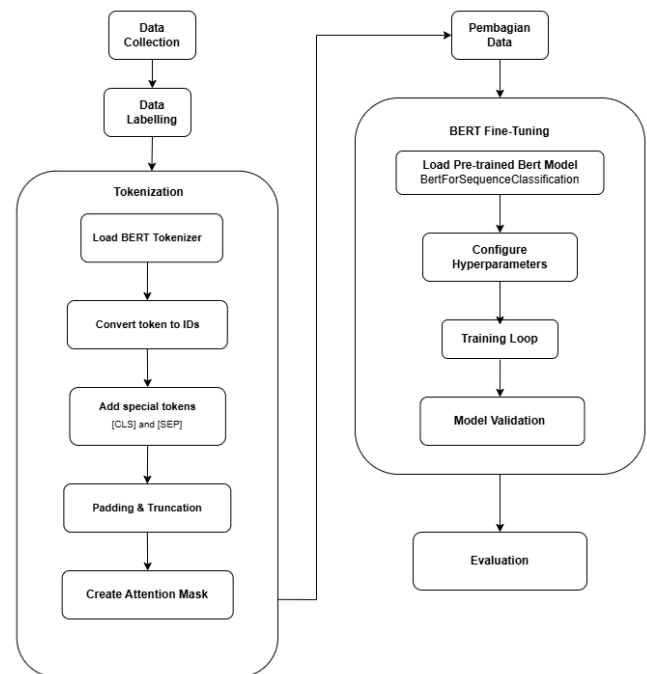 Data
Collection
Data
Labelling
Tokenization
Load BERT Tokenizer
Convert token to IDs
Add special tokens
[CLS] and [SEP]
Padding & Truncation
Create Attention Mask
Pembagian
Data
BERT Fine-Tuning
Load Pre-trained Bert Model
BertForSequenceClassification
Configure
Hyperparameters
Training Loop
Model Validation
Evaluation